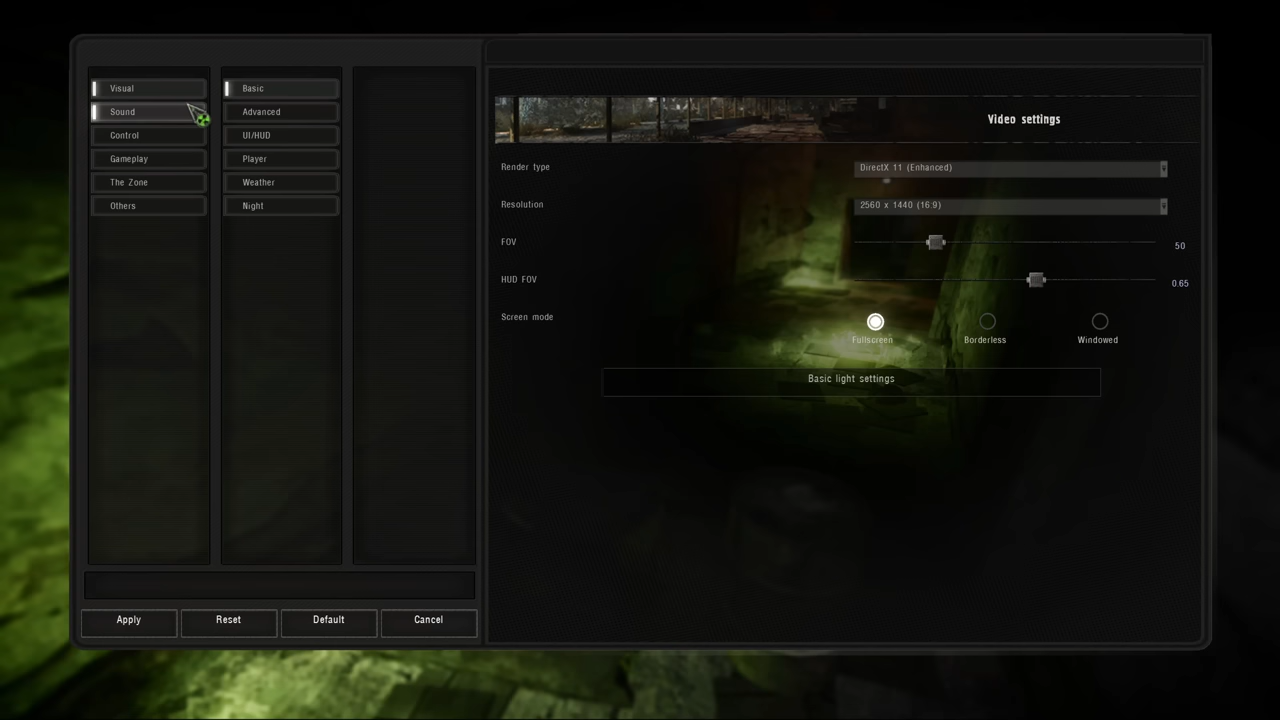 Visual
Sound
Control
Gameplay
The Zone
Others
Basic
Advanced
UI/HUD
Player
Weather
Night
Video settings
Render type
DirectX 11 (Enhanced)
Resolution
2560 x 1440 (16:9)
FOV
50
HUD FOV
0.65
Screen mode
Fullscreen
Borderless
Windowed
Basic light settings
Apply
Reset
Default
Cancel